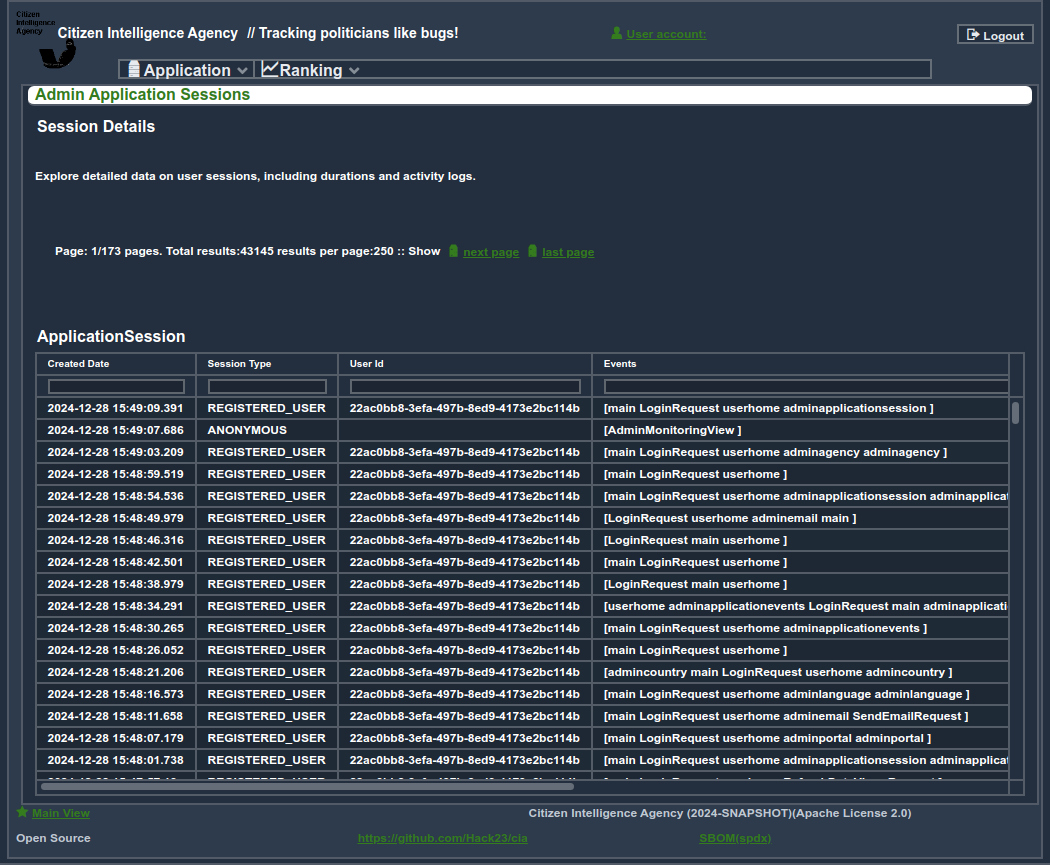 Citizen
Intelligence
Agency
Citizen Intelligence Agency // Tracking politicians like bugs!
User account:
Logout
Application
Ranking
Admin Application Sessions
Session Details
Explore detailed data on user sessions, including durations and activity logs.
Page: 1/173 pages. Total results:43145 results per page:250 :: Show next page last page
ApplicationSession
Created Date Session Type User Id Events
2024-12-28 15:49:09.391 REGISTERED_USER 22ac0bb8-3efa-497b-8ed9-4173e2bc114b [main LoginRequest userhome adminapplicationsession ]
2024-12-28 15:49:07.686 ANONYMOUS [AdminMonitoringView ]
2024-12-28 15:49:03.209 REGISTERED_USER 22ac0bb8-3efa-497b-8ed9-4173e2bc114b [main LoginRequest userhome adminagency adminagency ]
2024-12-28 15:48:59.519 REGISTERED_USER 22ac0bb8-3efa-497b-8ed9-4173e2bc114b [main LoginRequest userhome ]
2024-12-28 15:48:54.536 REGISTERED_USER 22ac0bb8-3efa-497b-8ed9-4173e2bc114b [main LoginRequest userhome adminapplicationsession adminapplicat
2024-12-28 15:48:49.979 REGISTERED_USER 22ac0bb8-3efa-497b-8ed9-4173e2bc114b [LoginRequest userhome adminemail main ]
2024-12-28 15:48:46.316 REGISTERED_USER 22ac0bb8-3efa-497b-8ed9-4173e2bc114b [LoginRequest main userhome ]
2024-12-28 15:48:42.501 REGISTERED_USER 22ac0bb8-3efa-497b-8ed9-4173e2bc114b [main LoginRequest userhome ]
2024-12-28 15:48:38.979 REGISTERED_USER 22ac0bb8-3efa-497b-8ed9-4173e2bc114b [LoginRequest main userhome ]
2024-12-28 15:48:34.291 REGISTERED_USER 22ac0bb8-3efa-497b-8ed9-4173e2bc114b [userhome adminapplicationevents LoginRequest main adminapplicati
2024-12-28 15:48:30.265 REGISTERED_USER 22ac0bb8-3efa-497b-8ed9-4173e2bc114b [main LoginRequest userhome adminapplicationevents ]
2024-12-28 15:48:26.052 REGISTERED_USER 22ac0bb8-3efa-497b-8ed9-4173e2bc114b [main LoginRequest userhome ]
2024-12-28 15:48:21.206 REGISTERED_USER 22ac0bb8-3efa-497b-8ed9-4173e2bc114b [admincountry main LoginRequest userhome admincountry ]
2024-12-28 15:48:16.573 REGISTERED_USER 22ac0bb8-3efa-497b-8ed9-4173e2bc114b [main LoginRequest userhome adminlanguage adminlanguage ]
2024-12-28 15:48:11.658 REGISTERED_USER 22ac0bb8-3efa-497b-8ed9-4173e2bc114b [main LoginRequest userhome adminemail SendEmailRequest ]
2024-12-28 15:48:07.179 REGISTERED_USER 22ac0bb8-3efa-497b-8ed9-4173e2bc114b [main LoginRequest userhome adminportal adminportal ]
2024-12-28 15:48:01.738 REGISTERED_USER 22ac0bb8-3efa-497b-8ed9-4173e2bc114b [main LoginRequest userhome adminapplicationsession adminapplicat
Main View
Citizen Intelligence Agency (2024-SNAPSHOT)(Apache License 2.0)
Open Source
https://github.com/Hack23/cia
SBOM(spdx)